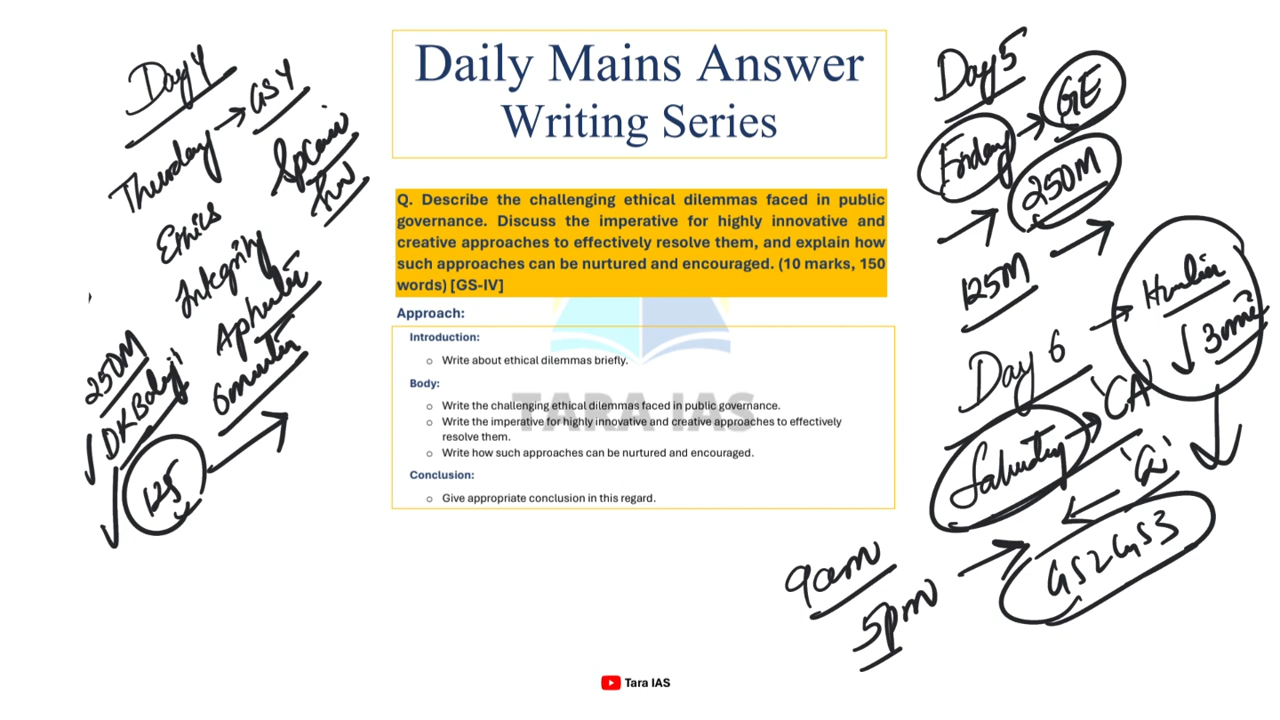 Daily Mains Answer
Writing Series
Q. Describe the challenging ethical dilemmas faced in public
governance. Discuss the imperative for highly innovative and
creative approaches to effectively resolve them, and explain how
such approaches can be nurtured and encouraged. (10 marks, 150
words) [GS-IV]
Approach:
Introduction:
o Write about ethical dilemmas briefly.
Body:
o Write the challenging ethical dilemmas faced in public governance.
o Write the imperative for highly innovative and creative approaches to effectively
resolve them.
o Write how such approaches can be nurtured and encouraged.
Conclusion:
o Give appropriate conclusion in this regard.
TARA IAS
Tara IAS
Day 4
Thursday → GS4
Ethics
Integrity
250M
125
Day 5
Friday → GE
250M
125M
Day 6
Saturday → 'CA'
'Q'
GS2 GS3
9am
5pm